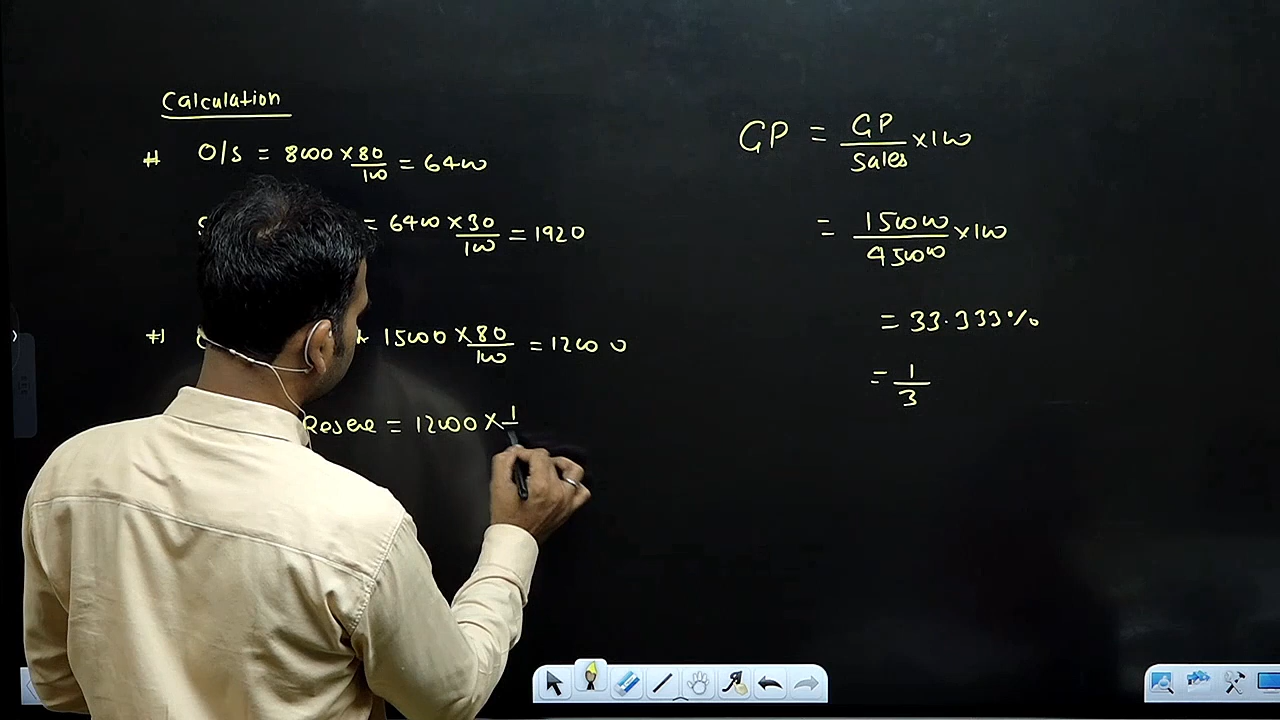 Calculation
# O/S = 8000 × 80/100 = 6400
= 6400 × 30/100 = 1920
# 15000 × 80/100 = 12000
Resere = 12000 × 1
GP = GP/Sales × 100
= 15000/45000 × 100
= 33.333%
= 1/3